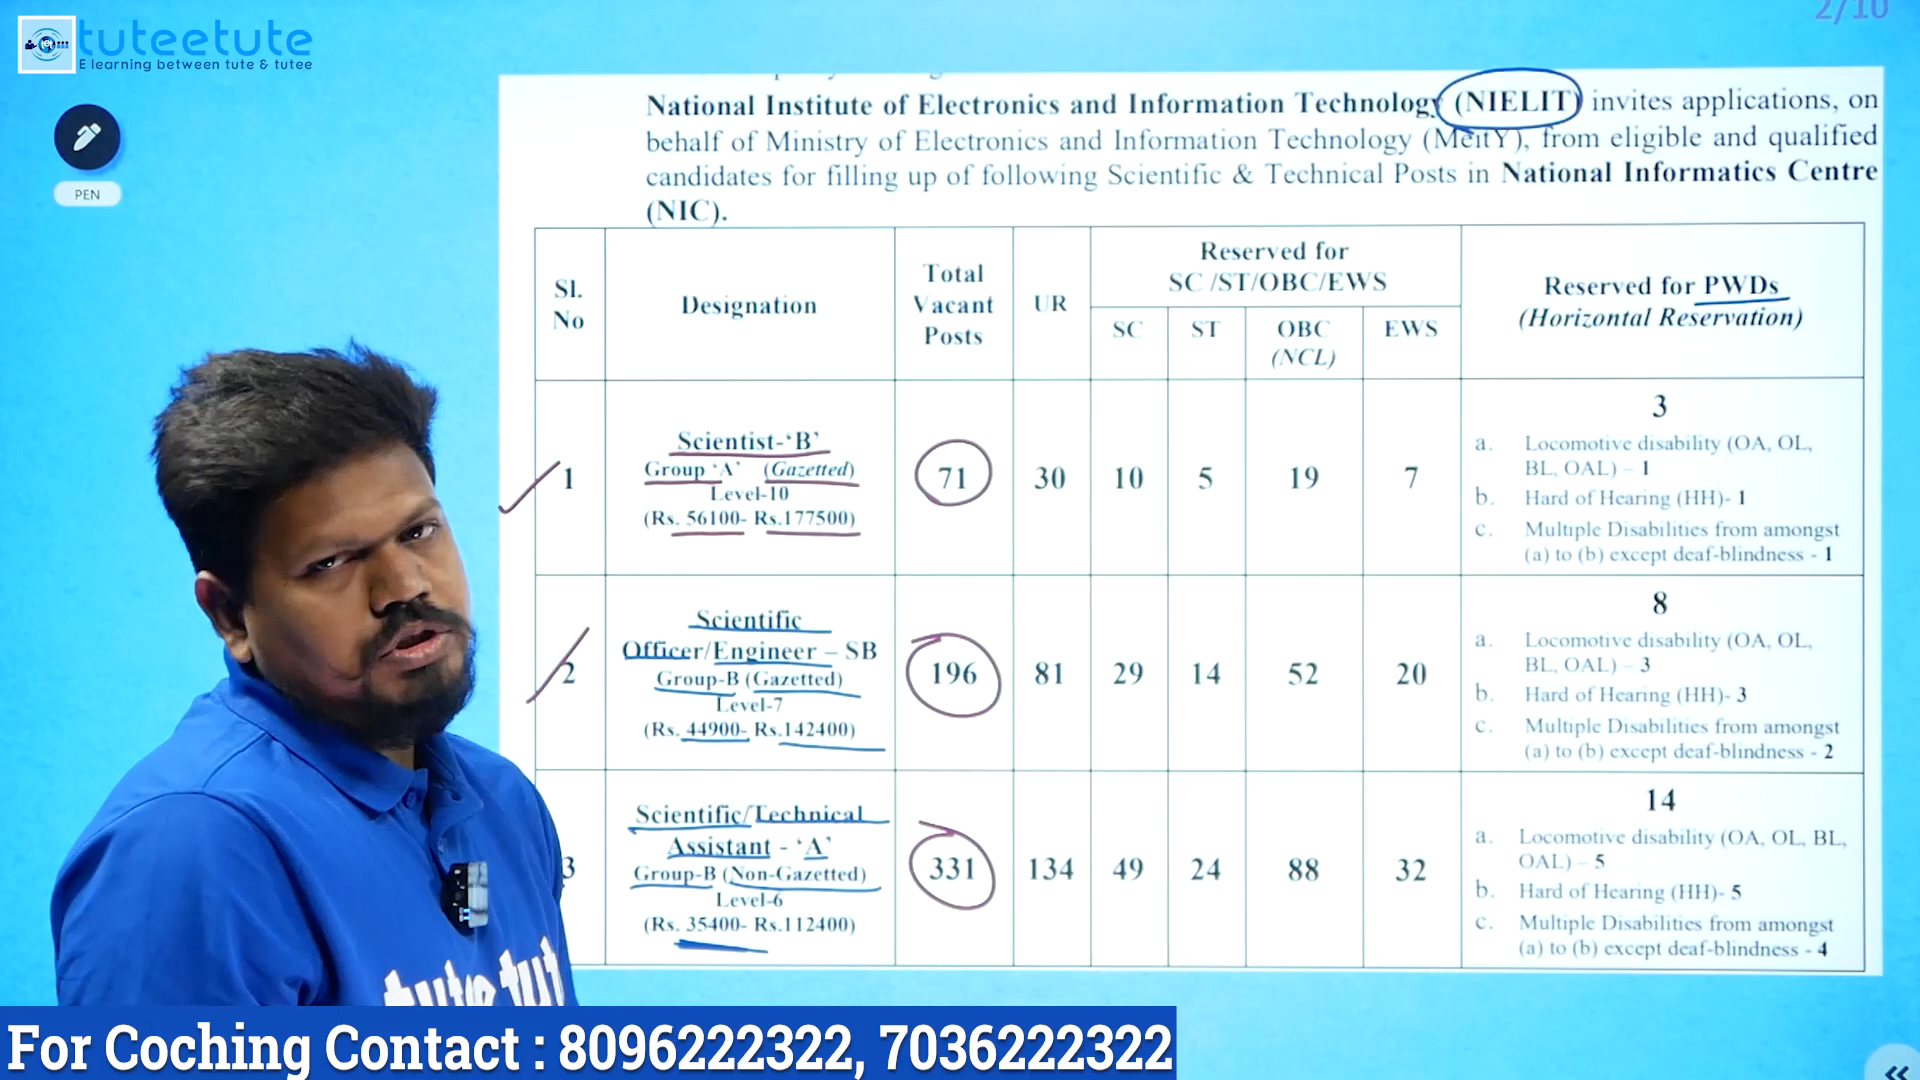 2/10
tuteetute
E learning between tute & tutee
PEN
National Institute of Electronics and Information Technology (NIELIT) invites applications, on
behalf of Ministry of Electronics and Information Technology (MeitY), from eligible and qualified
candidates for filling up of following Scientific & Technical Posts in National Informatics Centre
(NIC).
Sl. No
Designation
Total Vacant Posts
UR
Reserved for SC /ST/OBC/EWS
SC
ST
OBC (NCL)
EWS
Reserved for PWDs
(Horizontal Reservation)
1
Scientist-‘B’
Group ‘A’ (Gazetted)
Level-10
(Rs. 56100- Rs.177500)
71
30
10
5
19
7
3
a. Locomotive disability (OA, OL,
BL, OAL) – 1
b. Hard of Hearing (HH)- 1
c. Multiple Disabilities from amongst
(a) to (b) except deaf-blindness - 1
2
Scientific
Officer/Engineer – SB
Group-B (Gazetted)
Level-7
(Rs. 44900- Rs.142400)
196
81
29
14
52
20
8
a. Locomotive disability (OA, OL,
BL, OAL) – 3
b. Hard of Hearing (HH)- 3
c. Multiple Disabilities from amongst
(a) to (b) except deaf-blindness - 2
3
Scientific/Technical
Assistant - ‘A’
Group-B (Non-Gazetted)
Level-6
(Rs. 35400- Rs.112400)
331
134
49
24
88
32
14
a. Locomotive disability (OA, OL, BL,
OAL) – 5
b. Hard of Hearing (HH)- 5
c. Multiple Disabilities from amongst
(a) to (b) except deaf-blindness - 4
tute tut
For Coching Contact : 8096222322, 7036222322